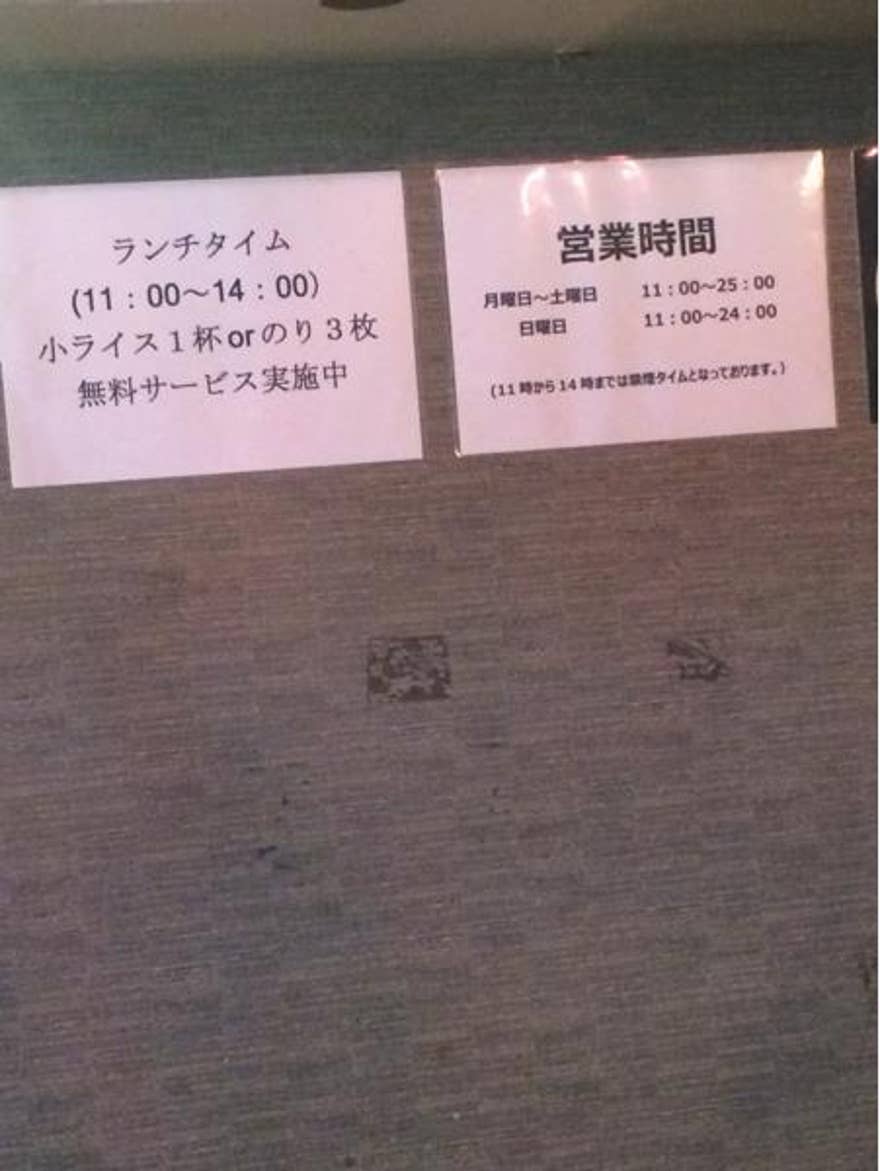 ランチタイム
(11：00～14：00)
小ライス１杯orのり３枚
無料サービス実施中
営業時間
月曜日～土曜日　11：00～25：00
日曜日　11：00～24：00
(11時から14時までは禁煙タイムとなっております。)